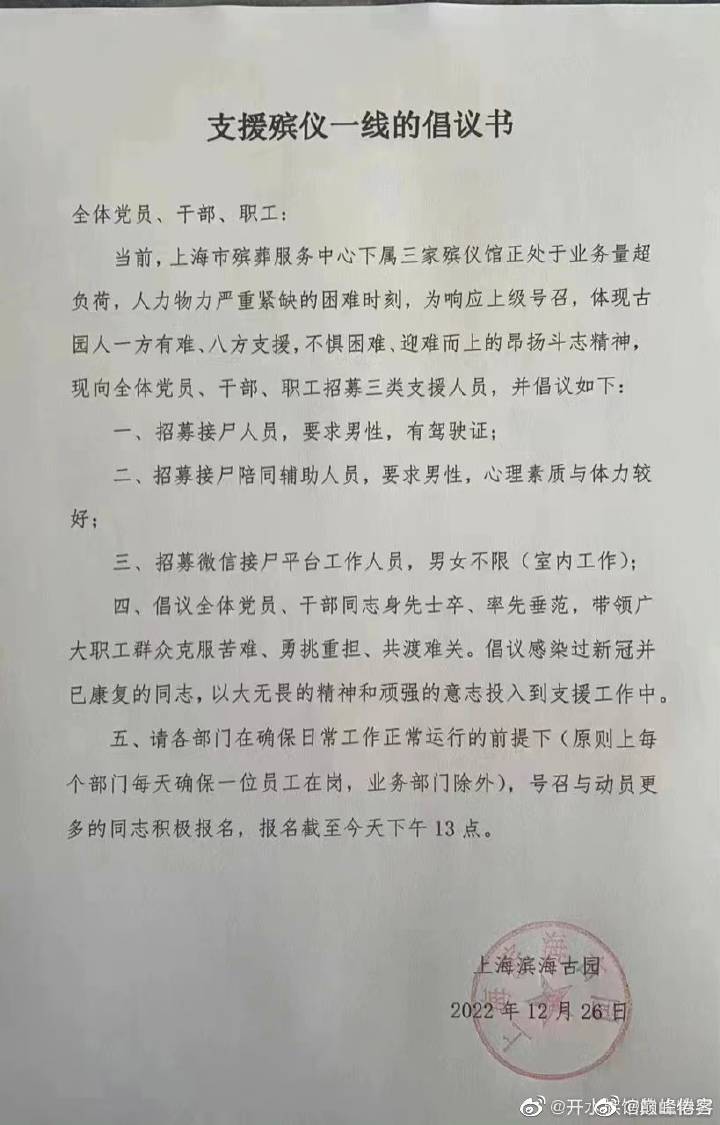 支援殡仪一线的倡议书
全体党员、干部、职工：
当前，上海市殡葬服务中心下属三家殡仪馆正处于业务量超
负荷，人力物力严重紧缺的困难时刻，为响应上级号召，体现古
园人一方有难、八方支援，不惧困难、迎难而上的昂扬斗志精神，
现向全体党员、干部、职工招募三类支援人员，并倡议如下：
一、招募接尸人员，要求男性，有驾驶证；
二、招募接尸陪同辅助人员，要求男性，心理素质与体力较
好；
三、招募微信接尸平台工作人员，男女不限（室内工作）；
四、倡议全体党员、干部同志身先士卒、率先垂范，带领广
大职工群众克服苦难、勇挑重担、共渡难关。倡议感染过新冠并
已康复的同志，以大无畏的精神和顽强的意志投入到支援工作中。
五、请各部门在确保日常工作正常运行的前提下（原则上每
个部门每天确保一位员工在岗，业务部门除外），号召与动员更
多的同志积极报名，报名截至今天下午 13 点。
上海滨海古园
2022 年 12 月 26 日
@开水族馆
巅峰倦客